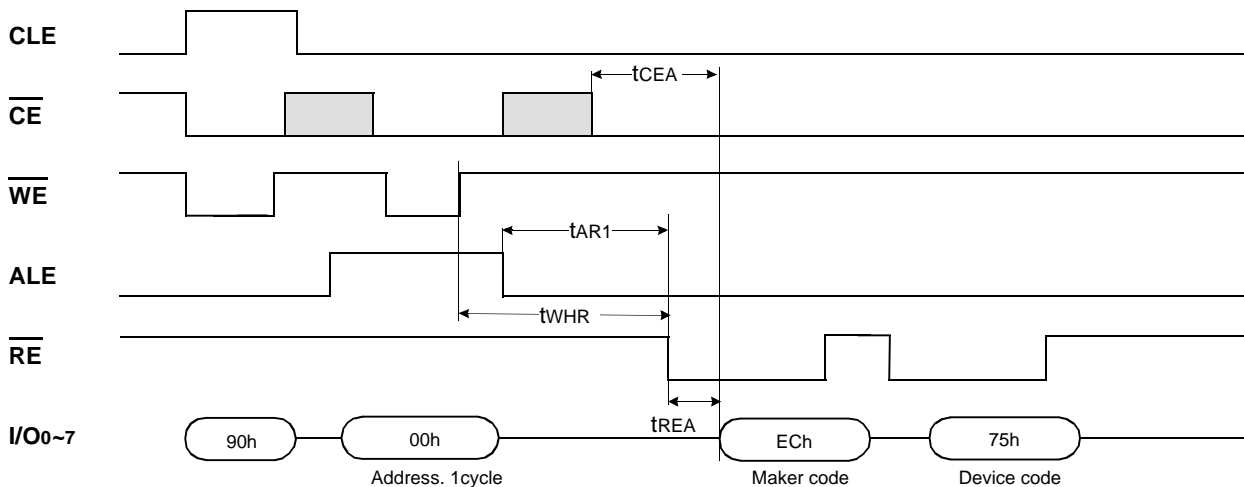 CLE
tCEA
CE
WE
tAR1
ALE
tWHR
RE
tREA
I/O0~7
90h
00h
ECh
75h
Address. 1cycle
Maker code
Device code